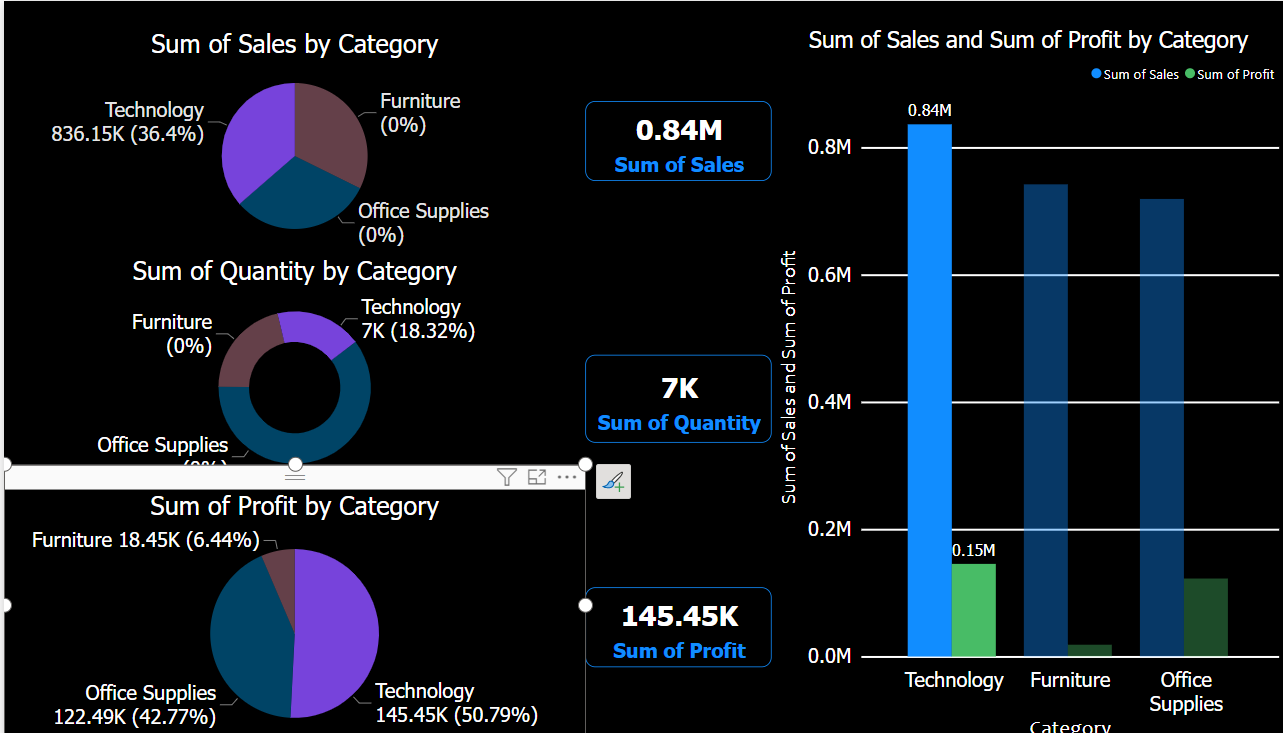 Sum of Sales by Category
Technology
836.15K (36.4%)
Furniture
(0%)
Office Supplies
(0%)
Sum of Quantity by Category
Furniture
(0%)
Technology
7K (18.32%)
Office Supplies
(0%)
Sum of Profit by Category
Furniture 18.45K (6.44%)
Office Supplies
122.49K (42.77%)
Technology
145.45K (50.79%)
0.84M
Sum of Sales
7K
Sum of Quantity
145.45K
Sum of Profit
Sum of Sales and Sum of Profit by Category
Sum of Sales
Sum of Profit
Sum of Sales and Sum of Profit
0.8M
0.6M
0.4M
0.2M
0.0M
0.84M
0.15M
Technology
Furniture
Office
Supplies
Category